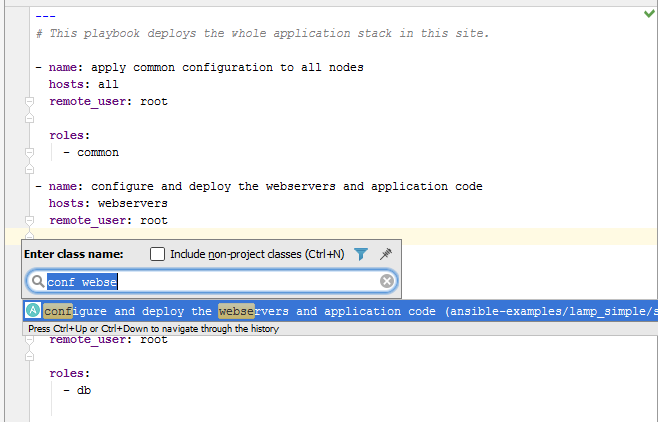 ---
# This playbook deploys the whole application stack in this site.
- name: apply common configuration to all nodes
hosts: all
remote_user: root
roles:
- common
- name: configure and deploy the webservers and application code
hosts: webservers
remote_user: root
Enter class name: Include non-project classes (Ctrl+N)
conf webse
A configure and deploy the webservers and application code (ansible-examples/lamp_simple/s
Press Ctrl+Up or Ctrl+Down to navigate through the history
remote_user: root
roles:
- db